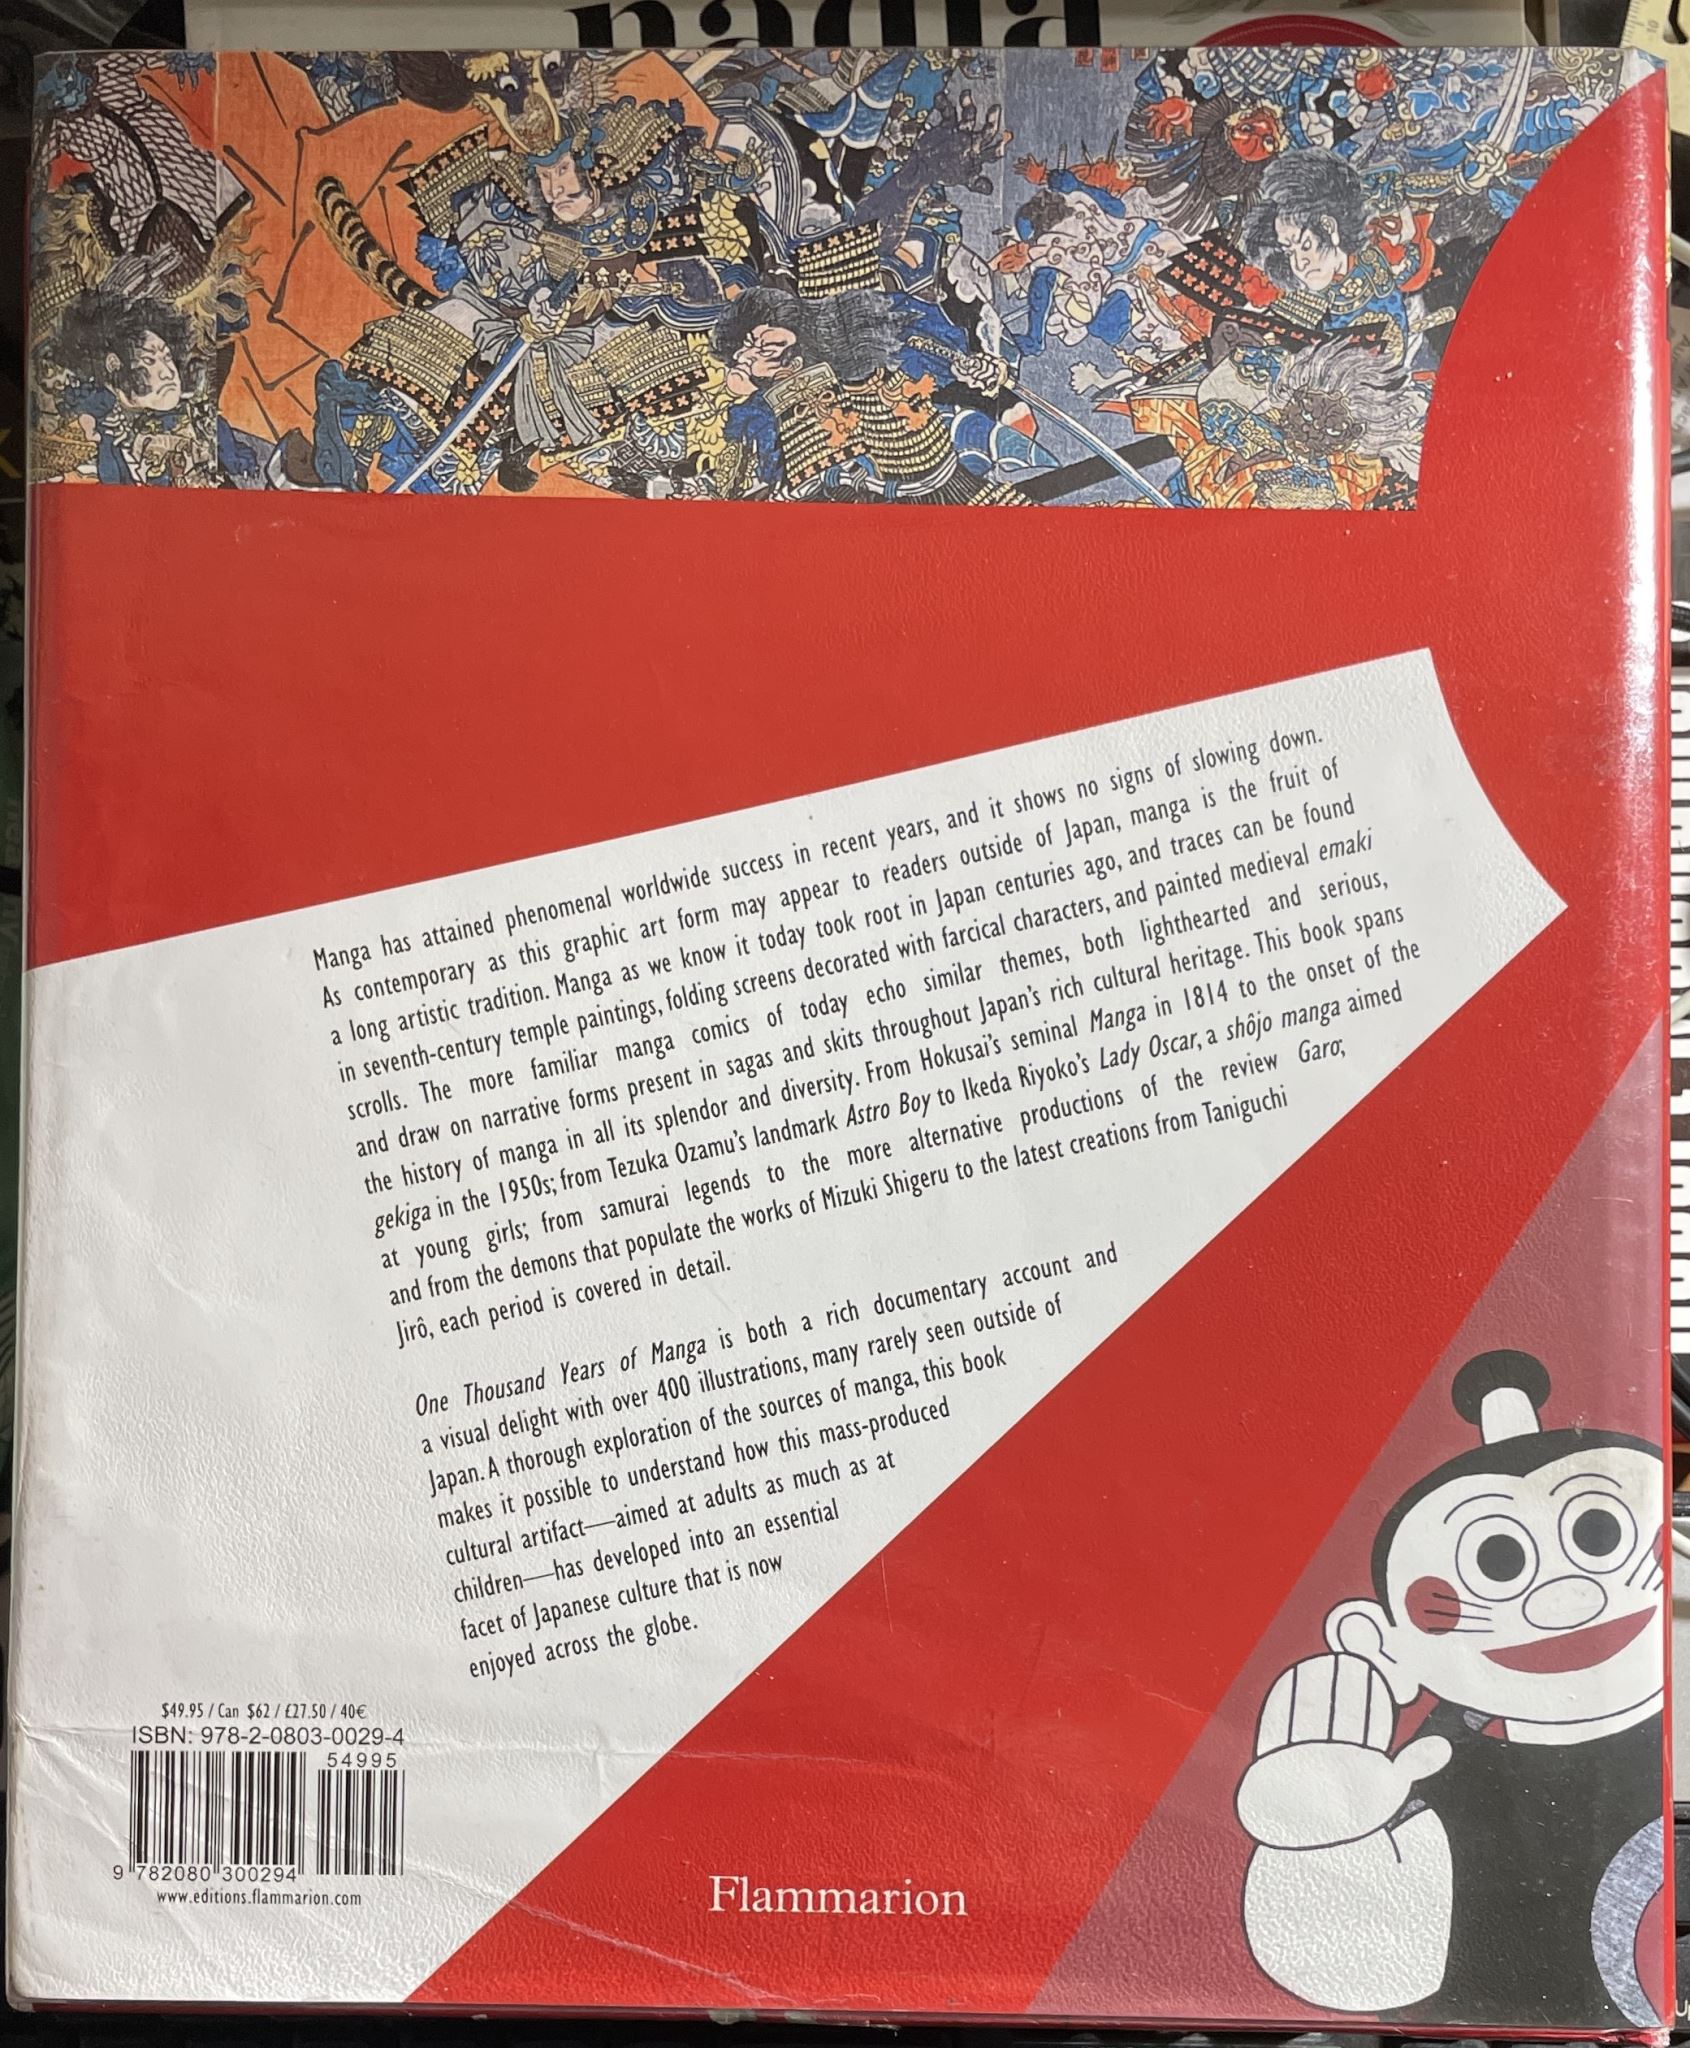 nadia
Manga has attained phenomenal worldwide success in recent years, and it shows no signs of slowing down.
As contemporary as this graphic art form may appear to readers outside of Japan, manga is the fruit of
a long artistic tradition. Manga as we know it today took root in Japan centuries ago, and traces can be found
in seventh-century temple paintings, folding screens decorated with farcical characters, and painted medieval emaki
scrolls. The more familiar manga comics of today echo similar themes, both lighthearted and serious,
and draw on narrative forms present in sagas and skits throughout Japan's rich cultural heritage. This book spans
the history of manga in all its splendor and diversity. From Hokusai's seminal Manga in 1814 to the onset of the
gekiga in the 1950s; from Tezuka Ozamu's landmark Astro Boy to Ikeda Riyoko's Lady Oscar, a shôjo manga aimed
at young girls; from samurai legends to the more alternative productions of the review Garo;
and from the demons that populate the works of Mizuki Shigeru to the latest creations from Taniguchi
Jirô, each period is covered in detail.
One Thousand Years of Manga is both a rich documentary account and
a visual delight with over 400 illustrations, many rarely seen outside of
Japan. A thorough exploration of the sources of manga, this book
makes it possible to understand how this mass-produced
cultural artifact—aimed at adults as much as at
children—has developed into an essential
facet of Japanese culture that is now
enjoyed across the globe.
$49.95 / Can $62 / £27.50 / 40€
ISBN: 978-2-0803-0029-4
54995
9 782080 300294
www.editions.flammarion.com
Flammarion